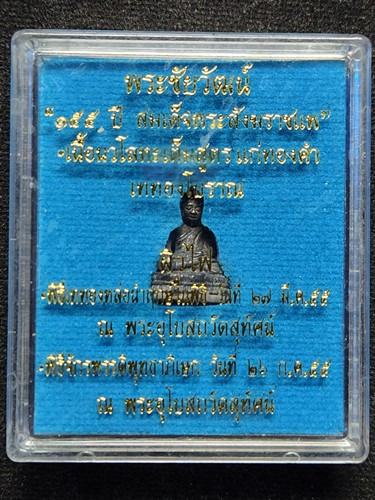 พระชัยวัฒน์
"๑๕๕ ปี สมเด็จพระสังฆราชแพ"
-เนื้อนวโลหะเต็มสูตร แก่ทองคำ
เททองโบราณ
-พิธีเททองหล่อนำ วันที่ ๒๗ มี.ค.๕๕
ณ พระอุโบสถวัดสุทัศน์
-พิธีจักรพรรดิพุทธาภิเษก วันที่ ๒๖ ก.ค.๕๕
ณ พระอุโบสถวัดสุทัศน์